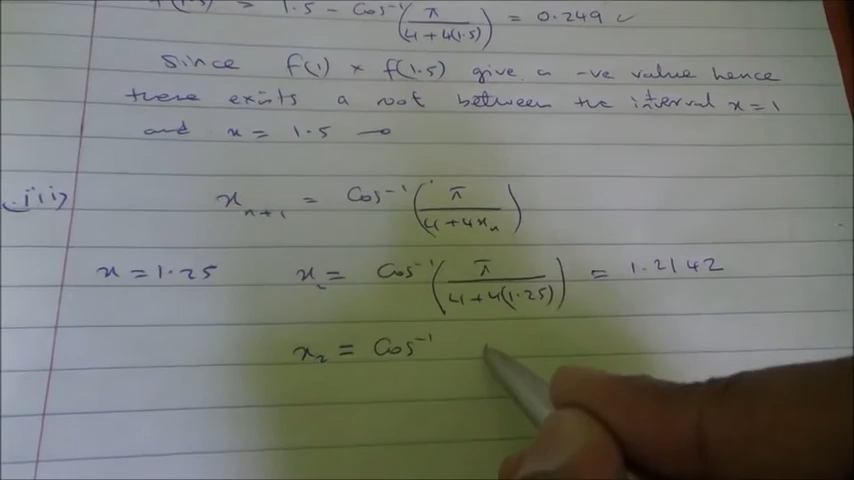 f(1.5) = 1.5 - Cos⁻¹(π/(4+4(1.5))) = 0.249 ✓
Since f(1) × f(1.5) give a -ve value hence
there exists a root between the interval x=1
and x = 1.5
(iii) xₙ₊₁ = Cos⁻¹(π/(4+4xₙ))
x = 1.25 x = Cos⁻¹(π/(4+4(1.25))) = 1.2142
x₂ = Cos⁻¹